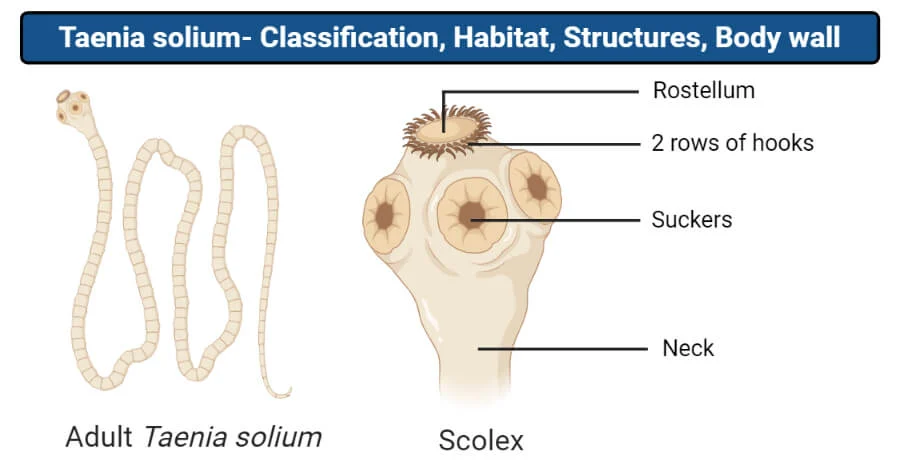 Taenia solium- Classification, Habitat, Structures, Body wall
Rostellum
2 rows of hooks
Suckers
Neck
Adult Taenia solium
Scolex